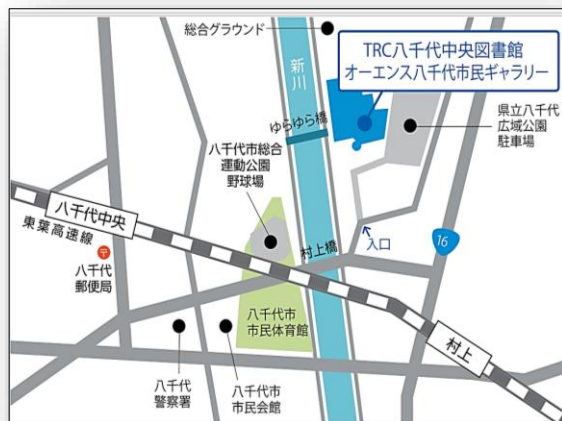 総合グラウンド
TRC八千代中央図書館
オーエンス八千代市民ギャラリー
新川
ゆらゆら橋
県立八千代
広域公園
駐車場
八千代市総合
運動公園
野球場
八千代中央
東葉高速線
村上橋
入口
16
〒
八千代
郵便局
八千代市
市民体育館
村上
八千代
警察署
八千代市
市民会館